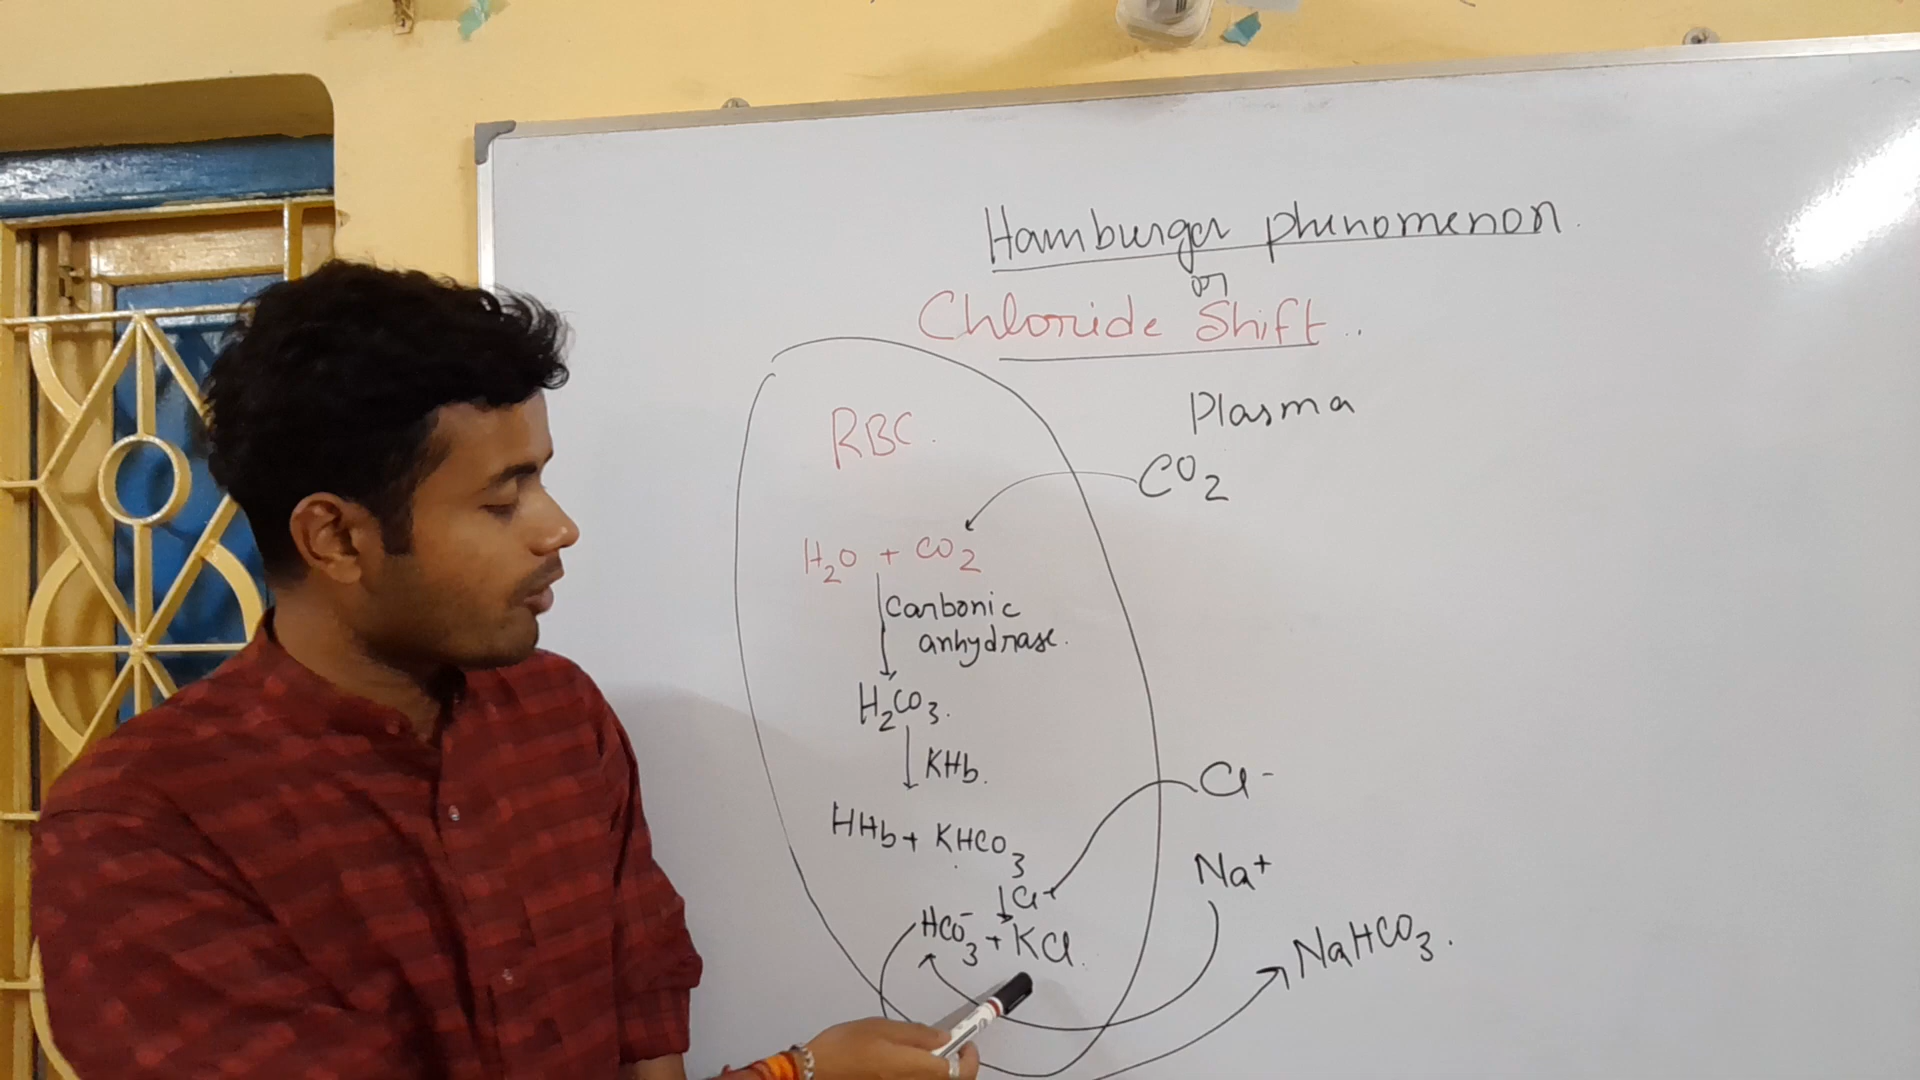 Hamburger phenomenon.
or
Chloride Shift..
Plasma
RBC.
CO2
H2O + CO2
Carbonic
anhydrase.
H2CO3.
KHb.
Cl-
HHb + KHCO3
Na+
Cl-
HCO3- + KCl.
NaHCO3.